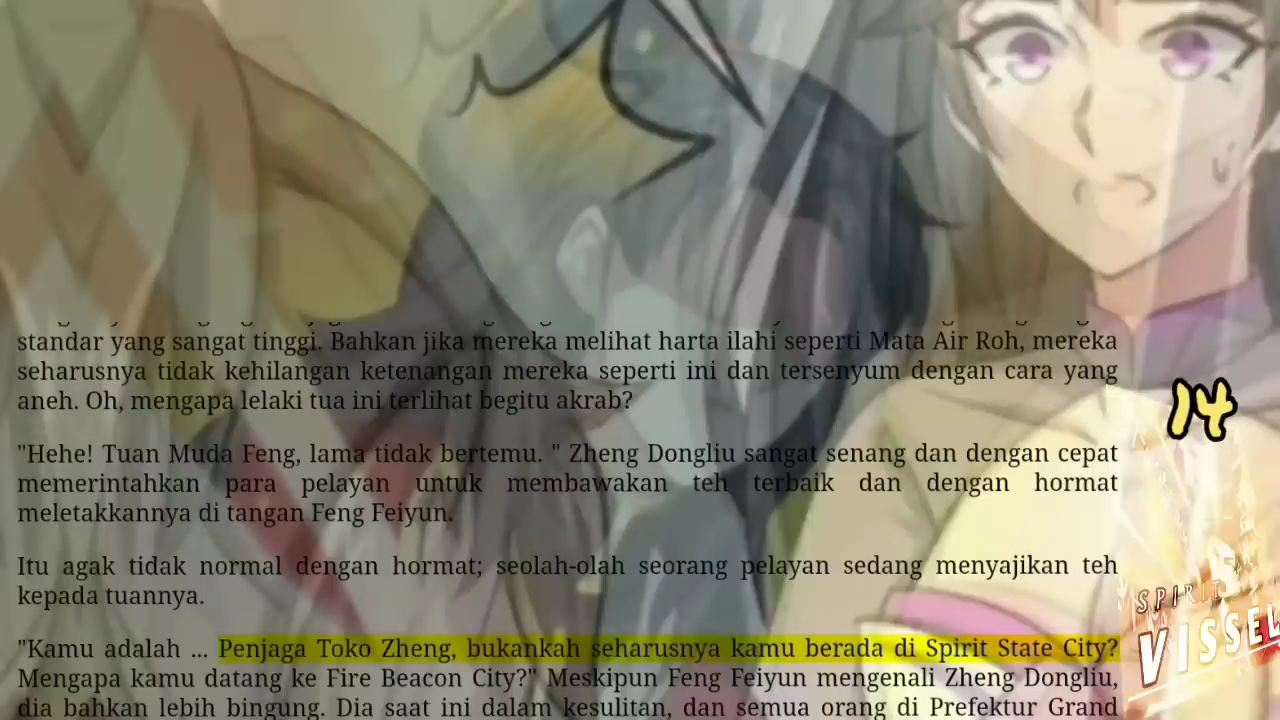 standar yang sangat tinggi. Bahkan jika mereka melihat harta ilahi seperti Mata Air Roh, mereka
seharusnya tidak kehilangan ketenangan mereka seperti ini dan tersenyum dengan cara yang
aneh. Oh, mengapa lelaki tua ini terlihat begitu akrab?
"Hehe! Tuan Muda Feng, lama tidak bertemu. " Zheng Dongliu sangat senang dan dengan cepat
memerintahkan para pelayan untuk membawakan teh terbaik dan dengan hormat
meletakkannya di tangan Feng Feiyun.
Itu agak tidak normal dengan hormat; seolah-olah seorang pelayan sedang menyajikan teh
kepada tuannya.
"Kamu adalah ... Penjaga Toko Zheng, bukankah seharusnya kamu berada di Spirit State City?
Mengapa kamu datang ke Fire Beacon City?" Meskipun Feng Feiyun mengenali Zheng Dongliu,
dia bahkan lebih bingung. Dia saat ini dalam kesulitan, dan semua orang di Prefektur Grand
14
SPIRIT
VISSEL